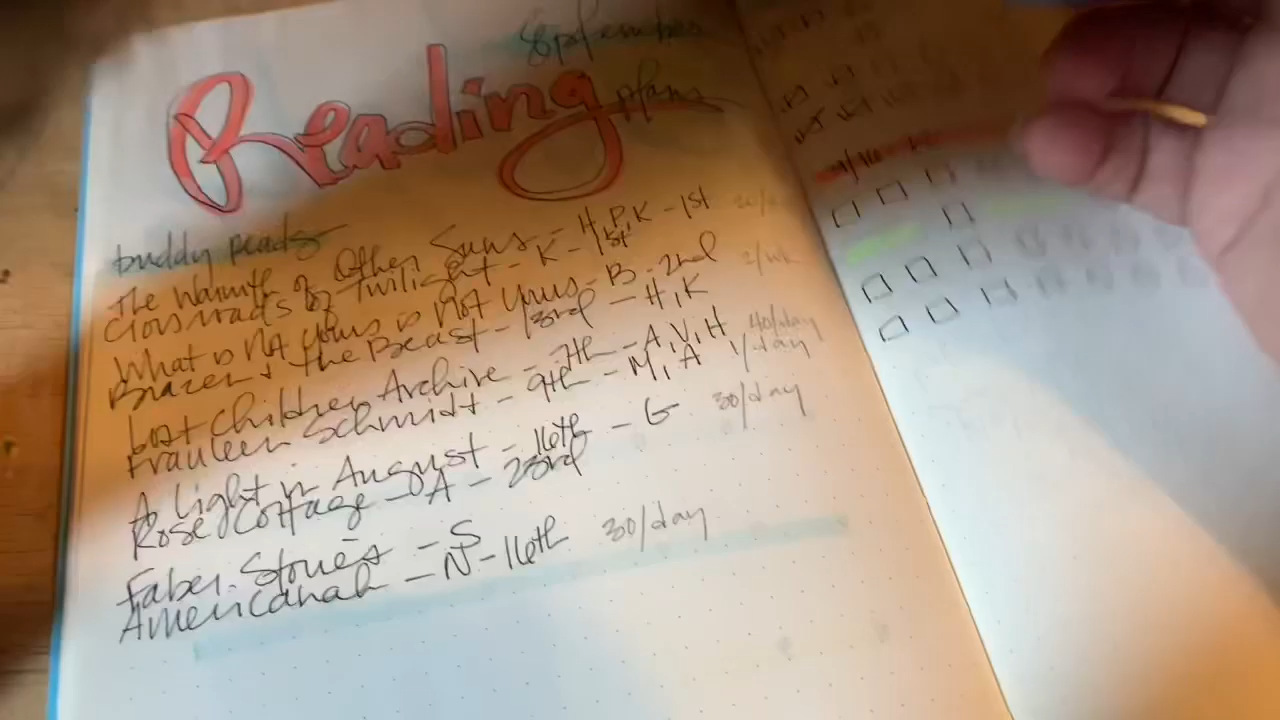 September
Reading
plans
buddy reads
The Warmth of Other Suns - H, P, K - 1st
Crossroads of Twilight - K - 1st
What is Not Yours is Not Yours - B - 2nd
Brazen + the Beast - 3rd - H, K
Lost Children Archive - 7th - A, V, H 40/day
Frauleen Schmidt - 9th - M, A 1/day
A Light in August - 16th - G 30/day
Rose Cottage - A - 23rd
Faber Stories - S
Americanah - N - 16th 30/day